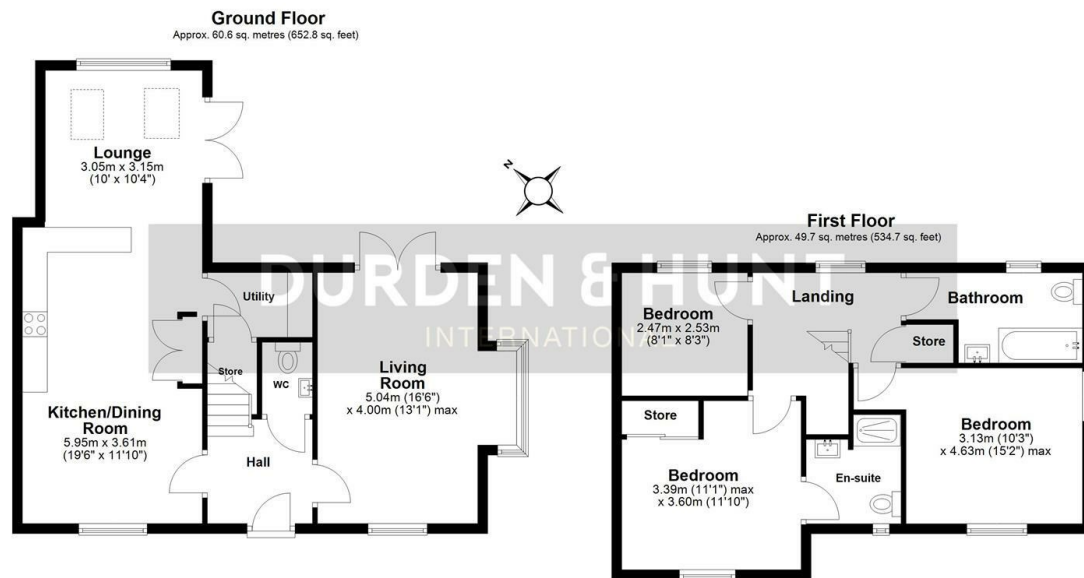 Ground Floor
Approx. 60.6 sq. metres (652.8 sq. feet)
Lounge
3.05m x 3.15m
(10' x 10'4")
N
First Floor
Approx. 49.7 sq. metres (534.7 sq. feet)
DURDEN & HUNT
INTERNATIONAL
Utility
Store
WC
Living
Room
5.04m (16'6")
x 4.00m (13'1") max
Kitchen/Dining
Room
5.95m x 3.61m
(19'6" x 11'10")
Hall
Bedroom
2.47m x 2.53m
(8'1" x 8'3")
Landing
Bathroom
Store
Store
Bedroom
3.39m (11'1") max
x 3.60m (11'10")
En-suite
Bedroom
3.13m (10'3")
x 4.63m (15'2") max